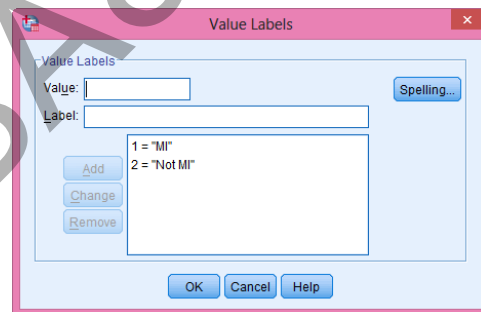 Value Labels
Value Labels
Value:
Spelling...
Label:
1 = "MI"
2 = "Not MI"
Add
Change
Remove
OK Cancel Help